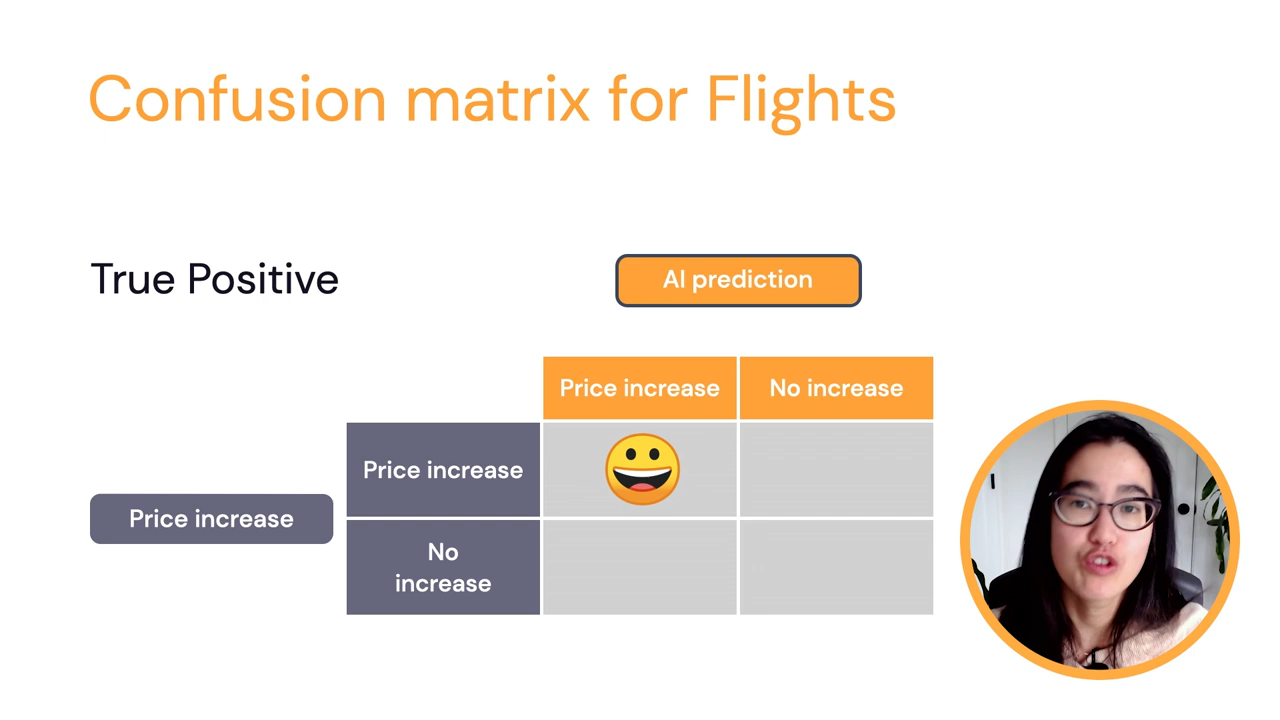 Confusion matrix for Flights
True Positive
AI prediction
Price increase
No increase
Price increase
Price increase
No
increase